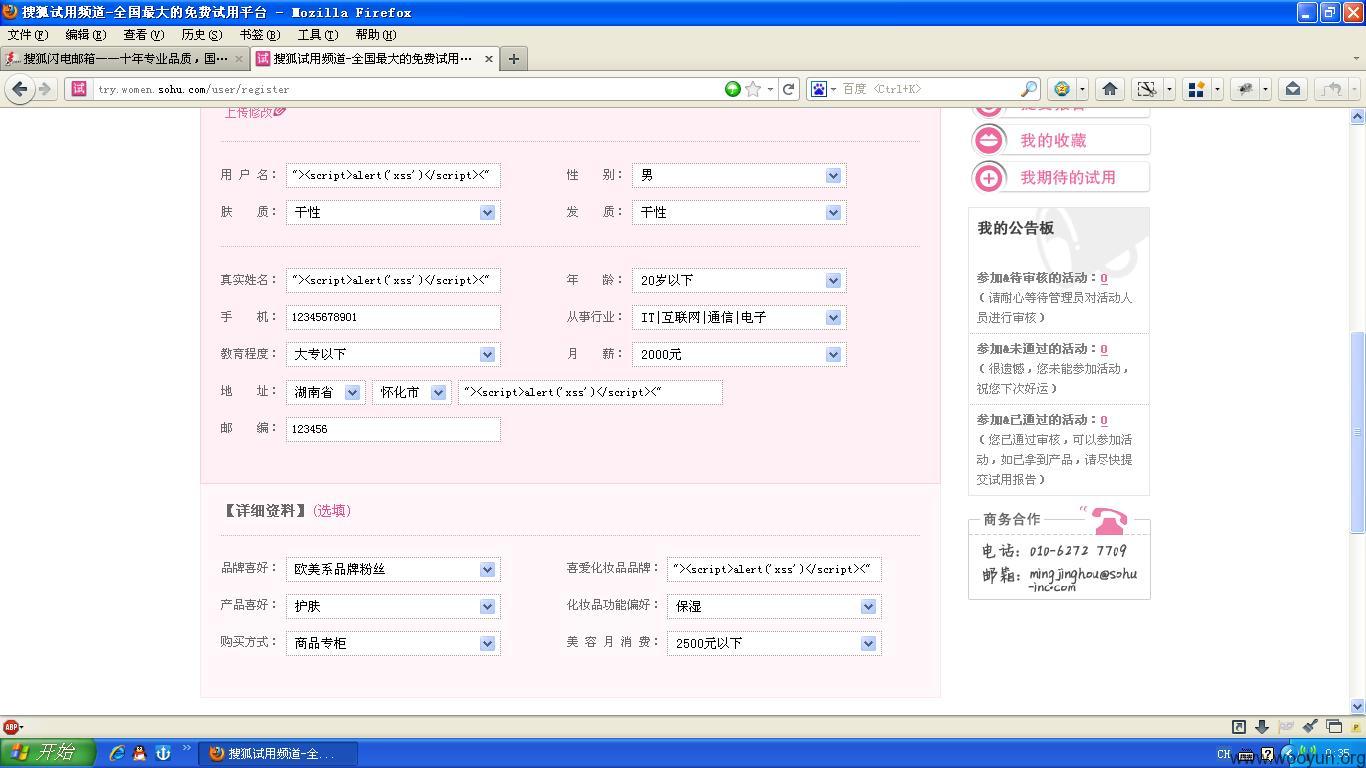 搜狐试用频道-全国最大的免费试用平台 - Mozilla Firefox
文件(F) 编辑(E) 查看(V) 历史(S) 书签(B) 工具(T) 帮助(H)
搜狐闪电邮箱——十年专业品质，国… × 试 搜狐试用频道-全国最大的免费试用… × +
试 try.women.sohu.com/user/register 百度 <Ctrl+K>
上传修改
我的收藏
我期待的试用
用 户 名： "><script>alert('xss')</script><" 性 别： 男
肤 质： 干性 发 质： 干性
真实姓名： "><script>alert('xss')</script><" 年 龄： 20岁以下
手 机： 12345678901 从事行业： IT|互联网|通信|电子
教育程度： 大专以下 月 薪： 2000元
地 址： 湖南省 怀化市 "><script>alert('xss')</script><"
邮 编： 123456
【详细资料】(选填)
品牌喜好： 欧美系品牌粉丝 喜爱化妆品品牌： "><script>alert('xss')</script><"
产品喜好： 护肤 化妆品功能偏好： 保湿
购买方式： 商品专柜 美 容 月 消 费： 2500元以下
我的公告板
参加&待审核的活动：0
（请耐心等待管理员对活动人
员进行审核）
参加&未通过的活动：0
（很遗憾，您未能参加活动，
祝您下次好运）
参加&已通过的活动：0
（您已通过审核，可以参加活
动，如已拿到产品，请尽快提
交试用报告）
商务合作
电话：010-6272 7709
邮箱：mingjinghou@sohu
-inc.com
ABP
开始 搜狐试用频道-全... CH 0:35
www.wooyun.org